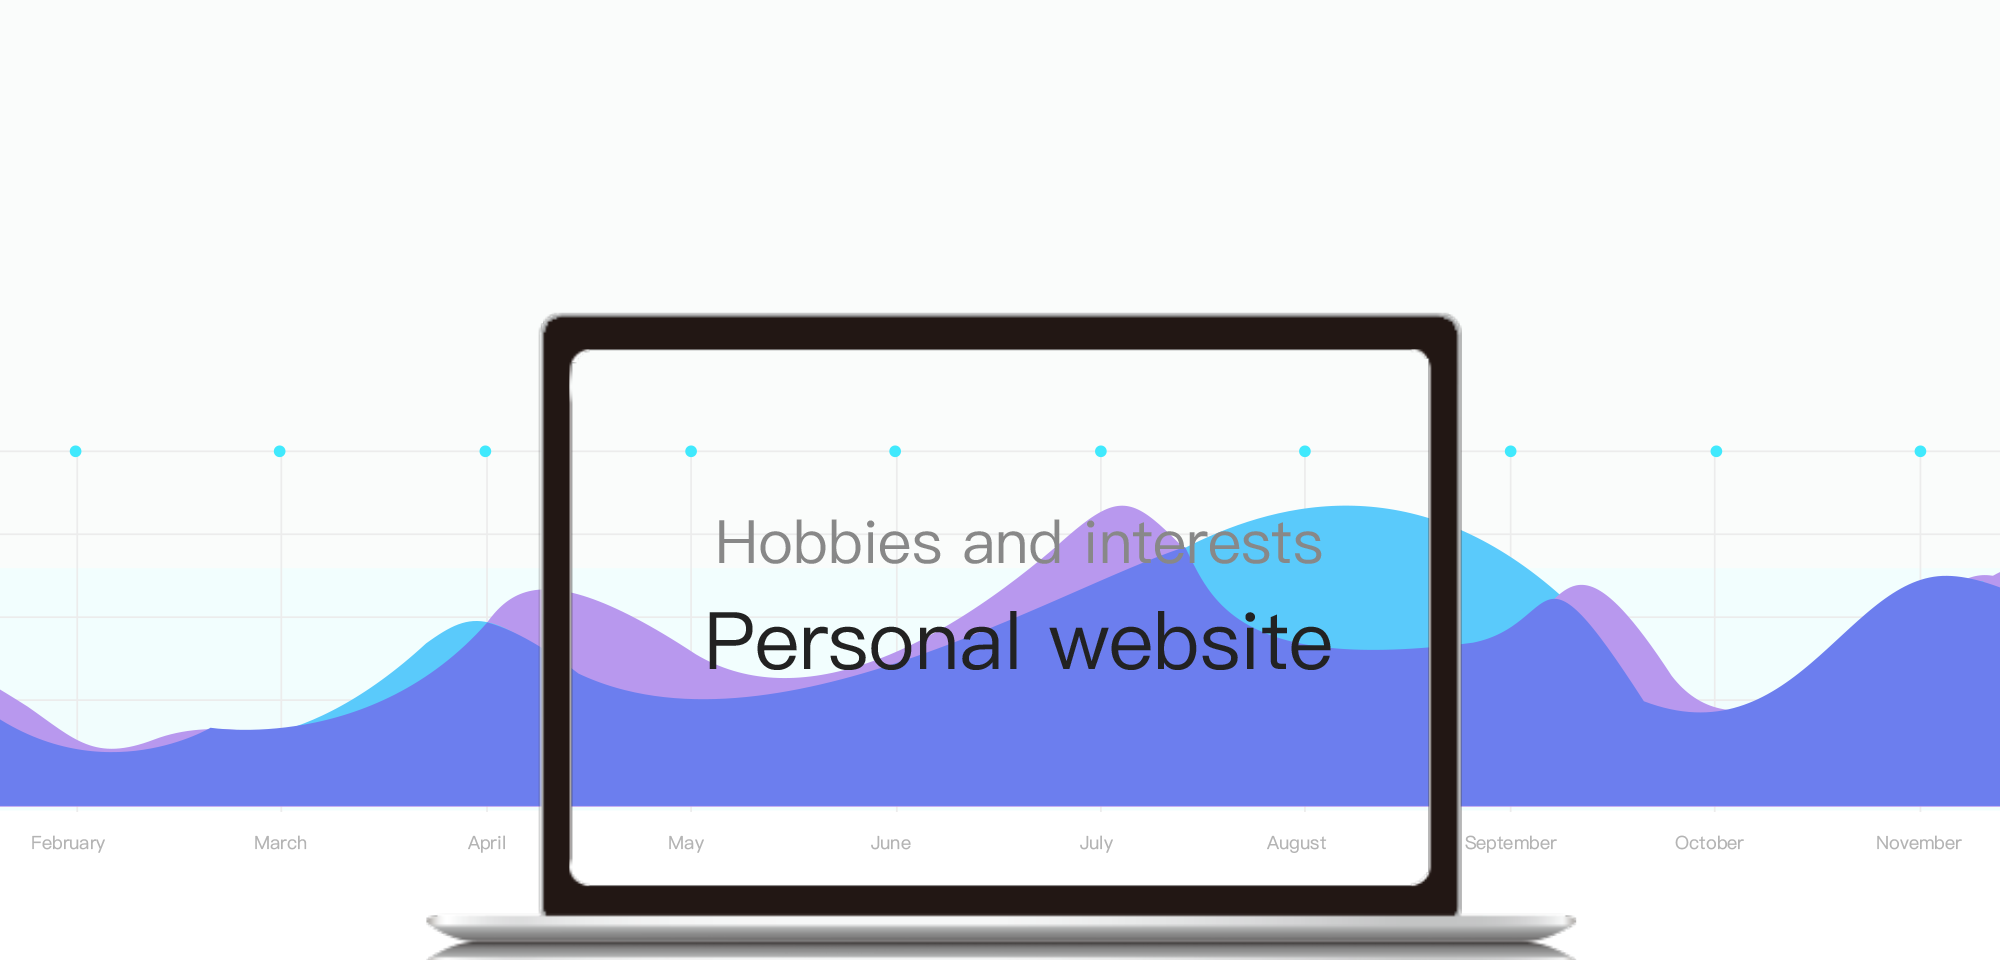 Hobbies and interests
Personal website
February March April May June July August September October November